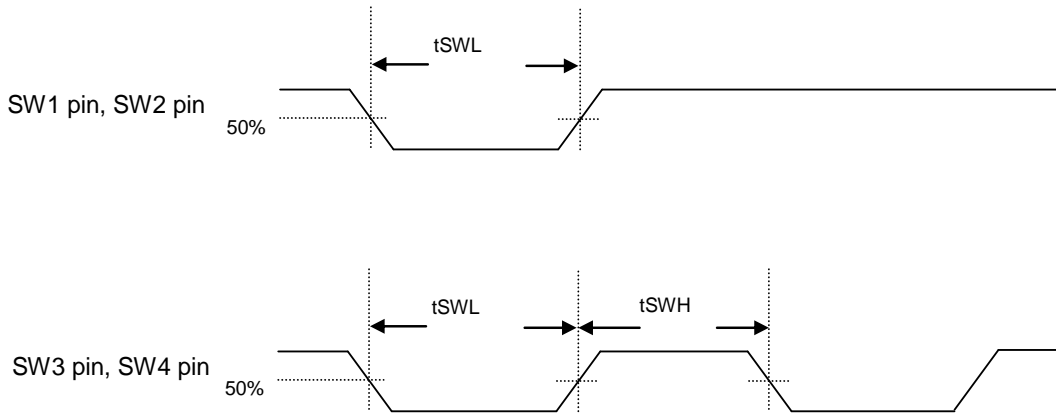 tSWL
SW1 pin, SW2 pin
50%
tSWL tSWH
SW3 pin, SW4 pin
50%